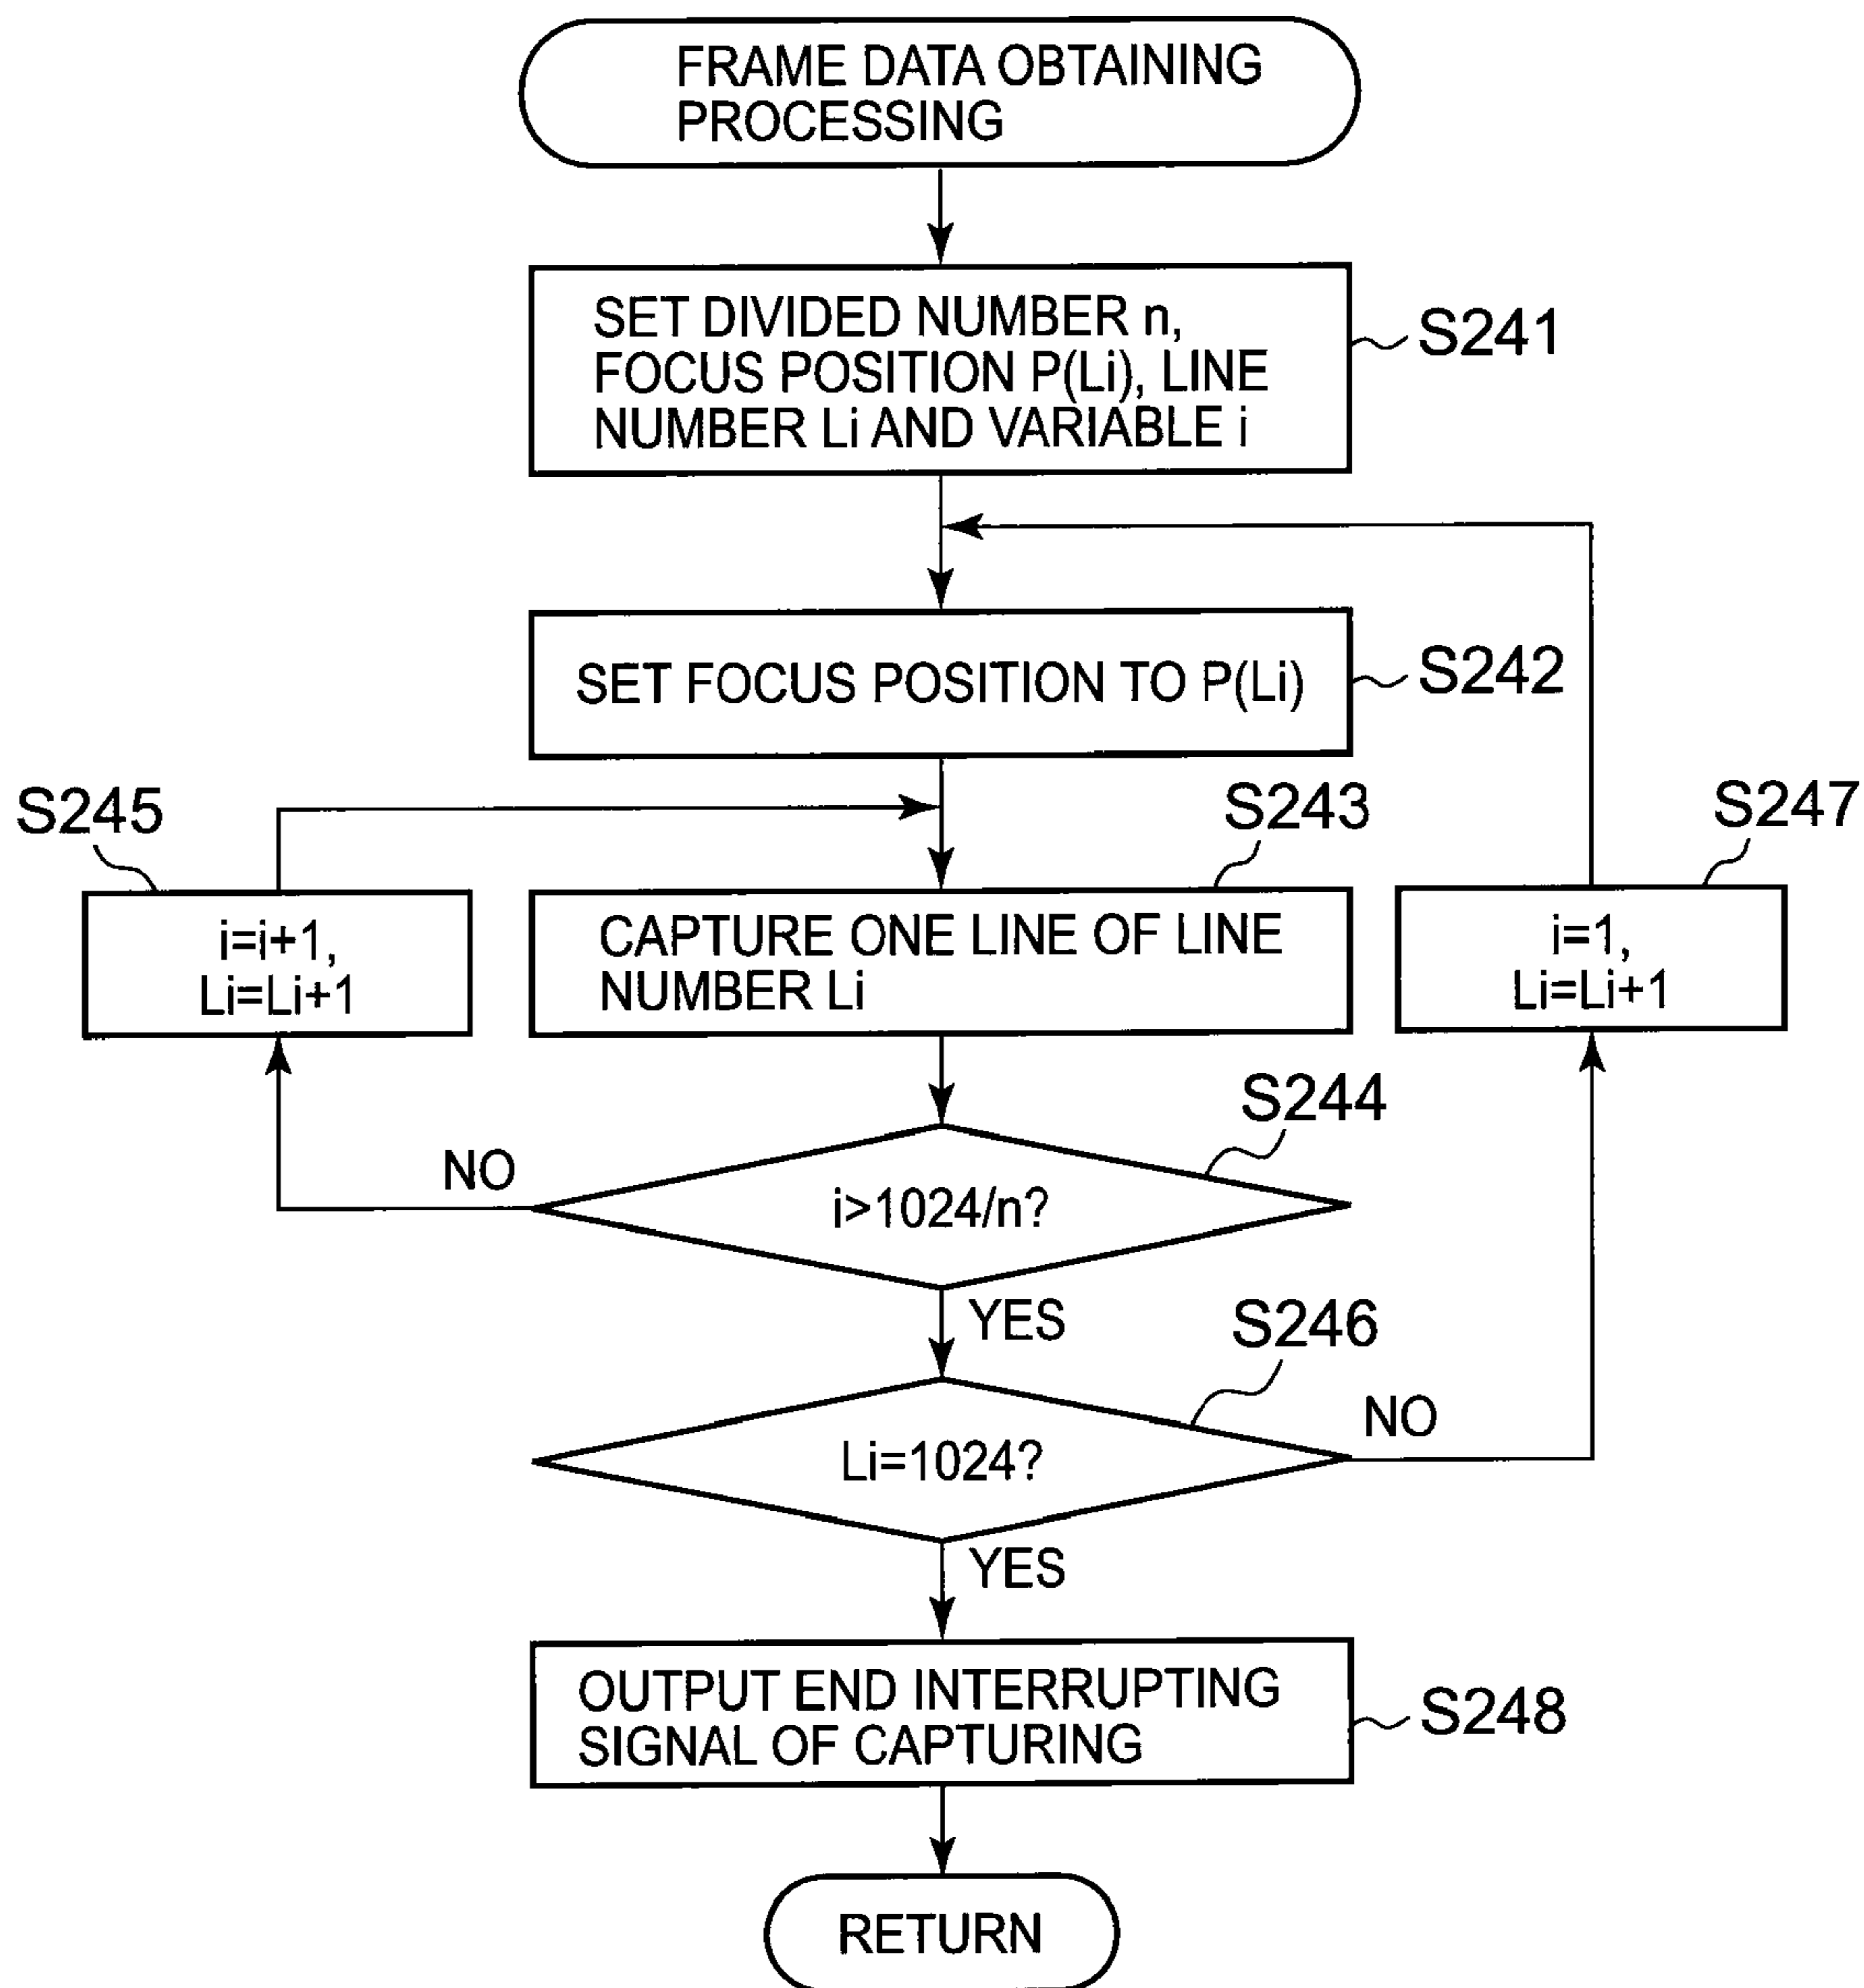 FRAME DATA OBTAINING
PROCESSING
SET DIVIDED NUMBER n,
FOCUS POSITION P(Li), LINE
NUMBER Li AND VARIABLE i
S241
SET FOCUS POSITION TO P(Li)
S242
S245
S243
S247
i=i+1,
Li=Li+1
CAPTURE ONE LINE OF LINE
NUMBER Li
i=1,
Li=Li+1
S244
NO
i>1024/n?
YES
S246
NO
Li=1024?
YES
OUTPUT END INTERRUPTING
SIGNAL OF CAPTURING
S248
RETURN